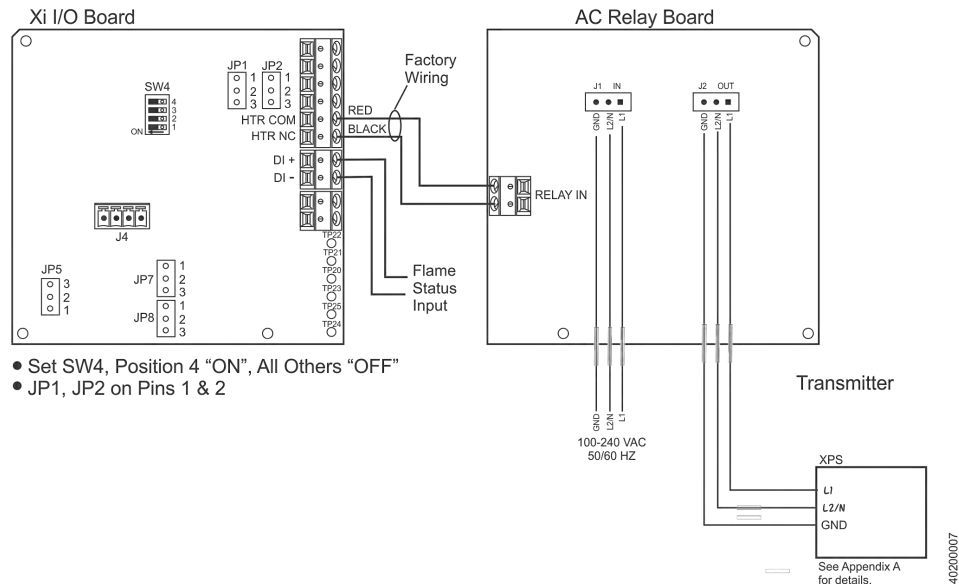 Xi I/O Board
AC Relay Board
SW4
4
3
2
1
ON
JP1 JP2
1 1
2 2
3 3
Factory
Wiring
RED
HTR COM
BLACK
HTR NC
DI +
DI -
J4
TP22
TP21
TP20
TP23
TP25
TP24
JP5
3
2
1
JP7
1
2
3
JP8
1
2
3
Flame
Status
Input
J1 IN
GND
L2/N
L1
J2 OUT
GND
L2/N
L1
RELAY IN
GND
L2/N
L1
100-240 VAC
50/60 HZ
• Set SW4, Position 4 “ON”, All Others “OFF”
• JP1, JP2 on Pins 1 & 2
Transmitter
XPS
L1
L2/N
GND
See Appendix A
for details.
40200007